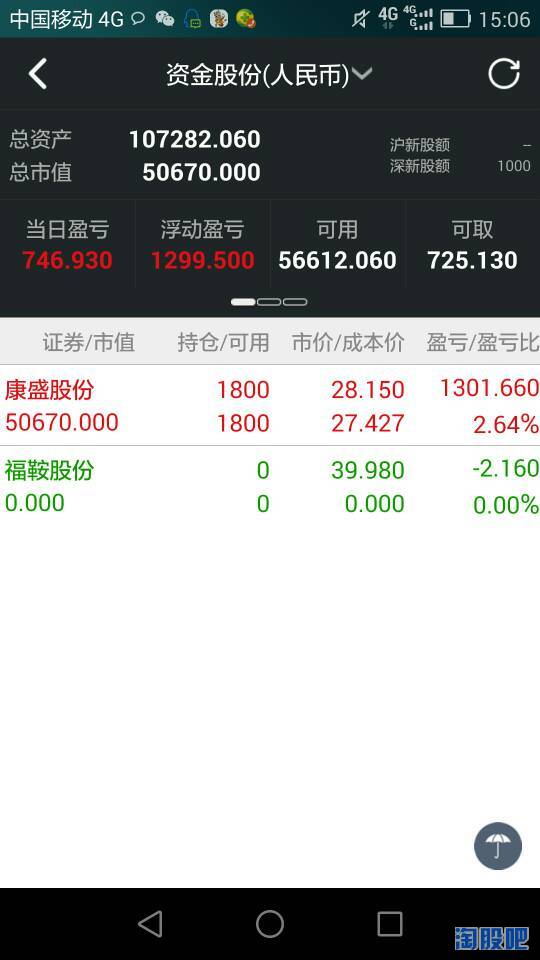 中国移动 4G 4G 4G G 15:06
资金股份(人民币)
总资产 107282.060 沪新股额 --
总市值 50670.000 深新股额 1000
当日盈亏 浮动盈亏 可用 可取
746.930 1299.500 56612.060 725.130
证券/市值 持仓/可用 市价/成本价 盈亏/盈亏比
康盛股份 1800 28.150 1301.660
50670.000 1800 27.427 2.64%
福鞍股份 0 39.980 -2.160
0.000 0 0.000 0.00%
淘股吧